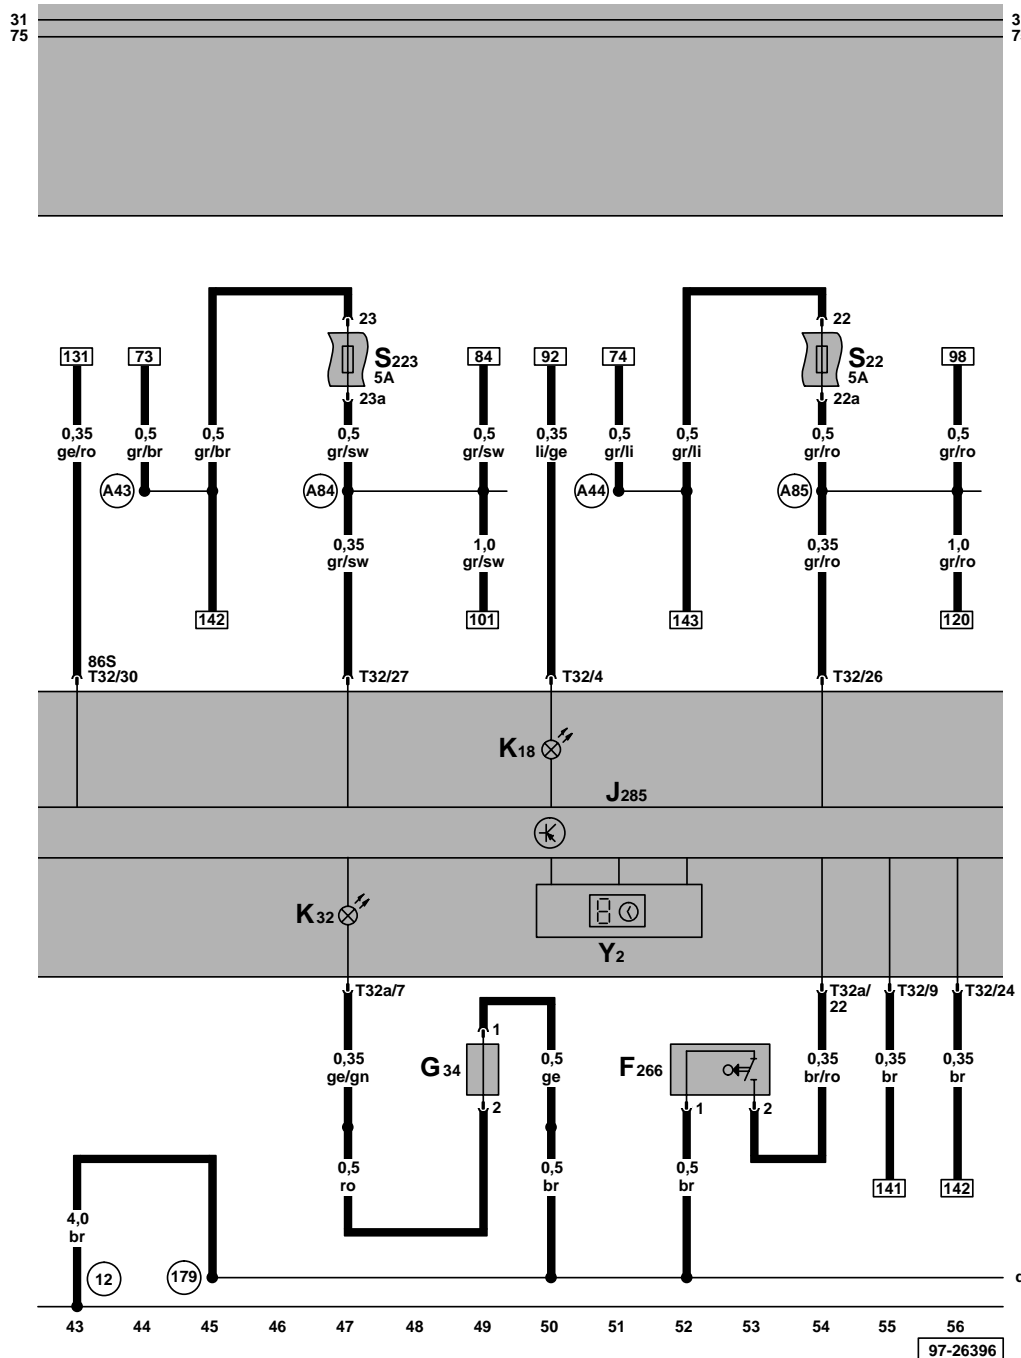 31 3
75 7
23 22
131 73 S223 84 92 74 S22 98
5A 5A
23a 22a
0,35 0,5 0,5 0,5 0,5 0,35 0,5 0,5 0,5 0,5
ge/ro gr/br gr/br gr/sw gr/sw li/ge gr/li gr/li gr/ro gr/ro
A43 A84 A44 A85
0,35 1,0 0,35 1,0
gr/sw gr/sw gr/ro gr/ro
142 101 143 120
86S
T32/30 T32/27 T32/4 T32/26
K18
J285
K32
Y2
T32a/7 T32a/ T32/9 T32/24
22
1
0,35 G34 0,5 F266 0,35 0,35 0,35
ge/gn ge br/ro br br
2 1 2
0,5 0,5 0,5
ro br br
141 142
4,0
br
12 179
43 44 45 46 47 48 49 50 51 52 53 54 55 56
97-26396